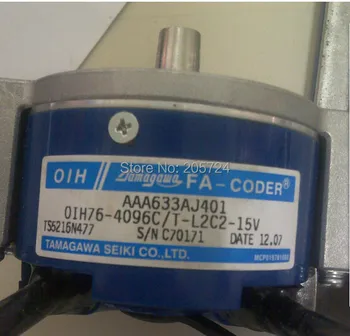 OIH Tamagawa FA-CODER®
AAA633AJ401
OIH76-4096C/T-L2C2-15V
TS5216N477
S/N C70171 DATE 12.07
TAMAGAWA SEIKI CO.,LTD.
Shop Store: 205724